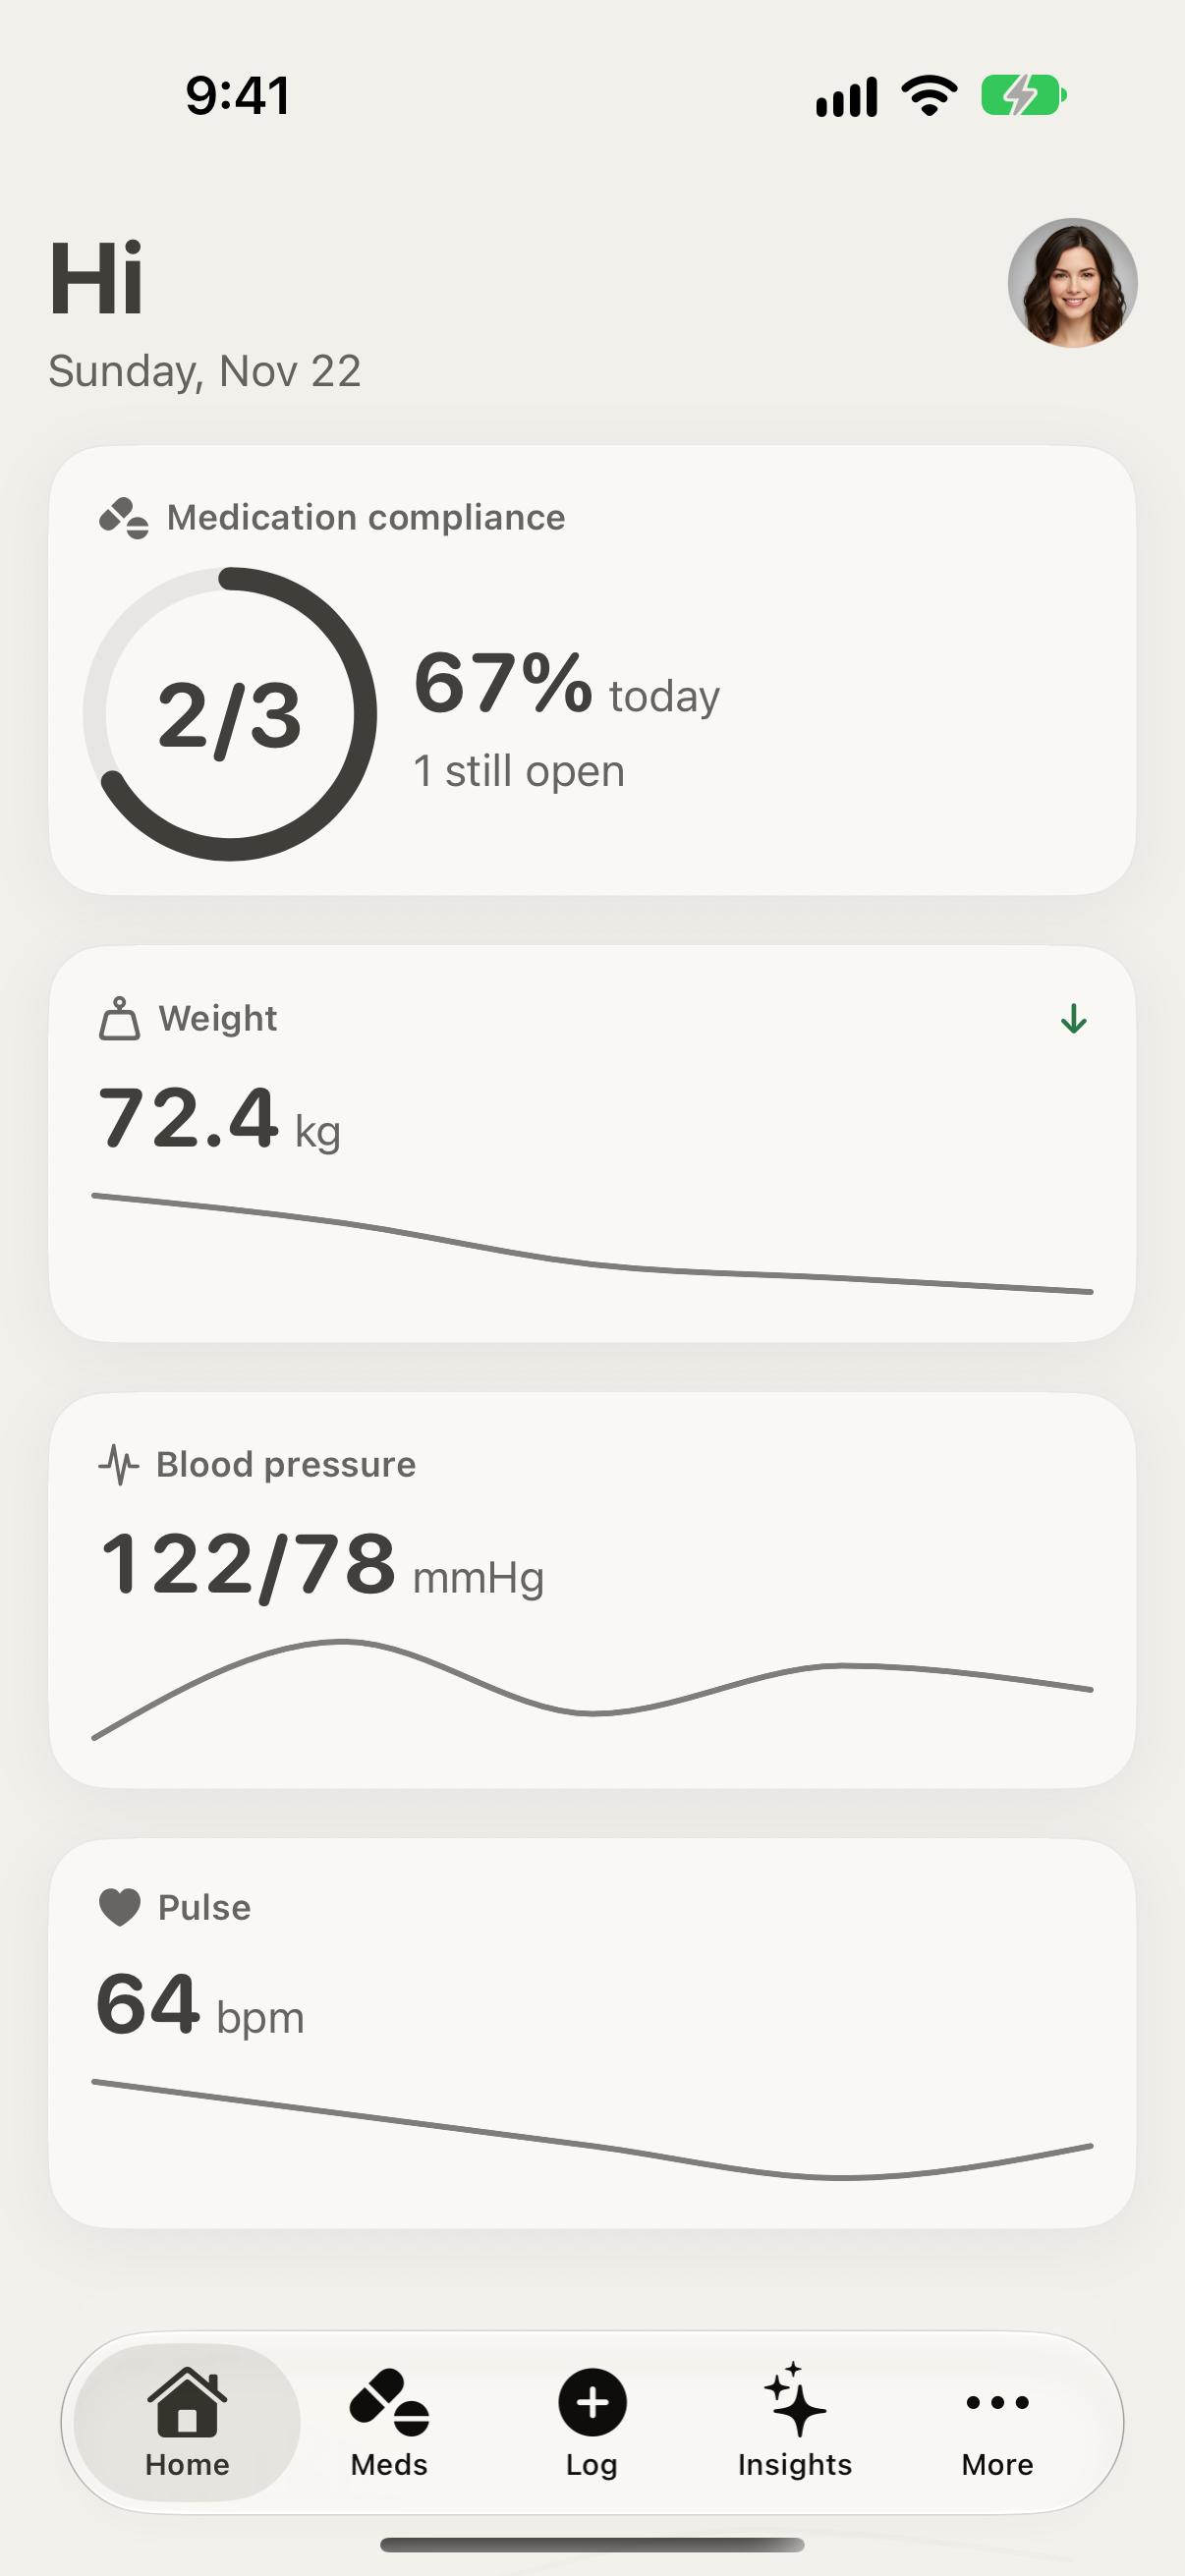 9:41
Hi
Sunday, Nov 22
Medication compliance
2/3
67% today
1 still open
Weight
72.4 kg
Blood pressure
122/78 mmHg
Pulse
64 bpm
Home Meds Log Insights More